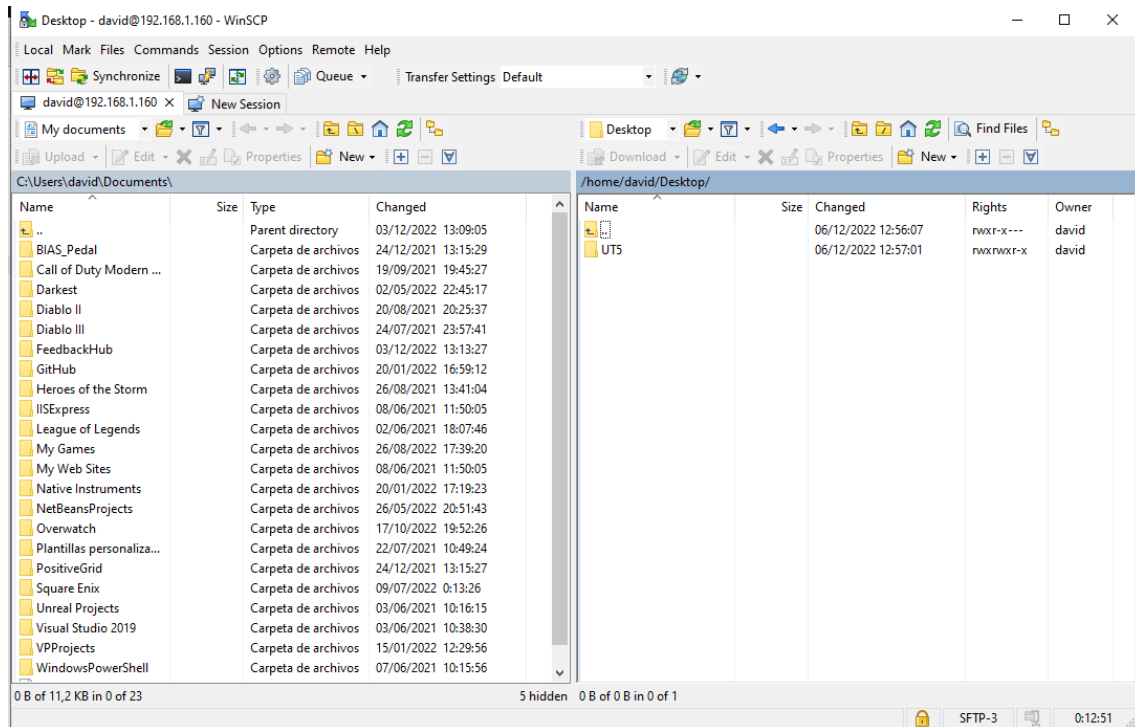 Desktop - david@192.168.1.160 - WinSCP
Local Mark Files Commands Session Options Remote Help
Synchronize Queue Transfer Settings Default
david@192.168.1.160 New Session
My documents
Upload Edit Properties New
C:\Users\david\Documents\
Name Size Type Changed
.. Parent directory 03/12/2022 13:09:05
BIAS_Pedal Carpeta de archivos 24/12/2021 13:15:29
Call of Duty Modern ... Carpeta de archivos 19/09/2021 19:45:27
Darkest Carpeta de archivos 02/05/2022 22:45:17
Diablo II Carpeta de archivos 20/08/2021 20:25:37
Diablo III Carpeta de archivos 24/07/2021 23:57:41
FeedbackHub Carpeta de archivos 03/12/2022 13:13:27
GitHub Carpeta de archivos 20/01/2022 16:59:12
Heroes of the Storm Carpeta de archivos 26/08/2021 13:41:04
IISExpress Carpeta de archivos 08/06/2021 11:50:05
League of Legends Carpeta de archivos 02/06/2021 18:07:46
My Games Carpeta de archivos 26/08/2022 17:39:20
My Web Sites Carpeta de archivos 08/06/2021 11:50:05
Native Instruments Carpeta de archivos 20/01/2022 17:19:23
NetBeansProjects Carpeta de archivos 26/05/2022 20:51:43
Overwatch Carpeta de archivos 17/10/2022 19:52:26
Plantillas personaliza... Carpeta de archivos 22/07/2021 10:49:24
PositiveGrid Carpeta de archivos 24/12/2021 13:15:27
Square Enix Carpeta de archivos 09/07/2022 0:13:26
Unreal Projects Carpeta de archivos 03/06/2021 10:16:15
Visual Studio 2019 Carpeta de archivos 03/06/2021 10:38:30
VPProjects Carpeta de archivos 15/01/2022 12:29:56
WindowsPowerShell Carpeta de archivos 07/06/2021 10:15:56
0 B of 11,2 KB in 0 of 23 5 hidden
Desktop Find Files
Download Edit Properties New
/home/david/Desktop/
Name Size Changed Rights Owner
.. 06/12/2022 12:56:07 rwxr-x--- david
UT5 06/12/2022 12:57:01 rwxrwxr-x david
0 B of 0 B in 0 of 1
SFTP-3 0:12:51